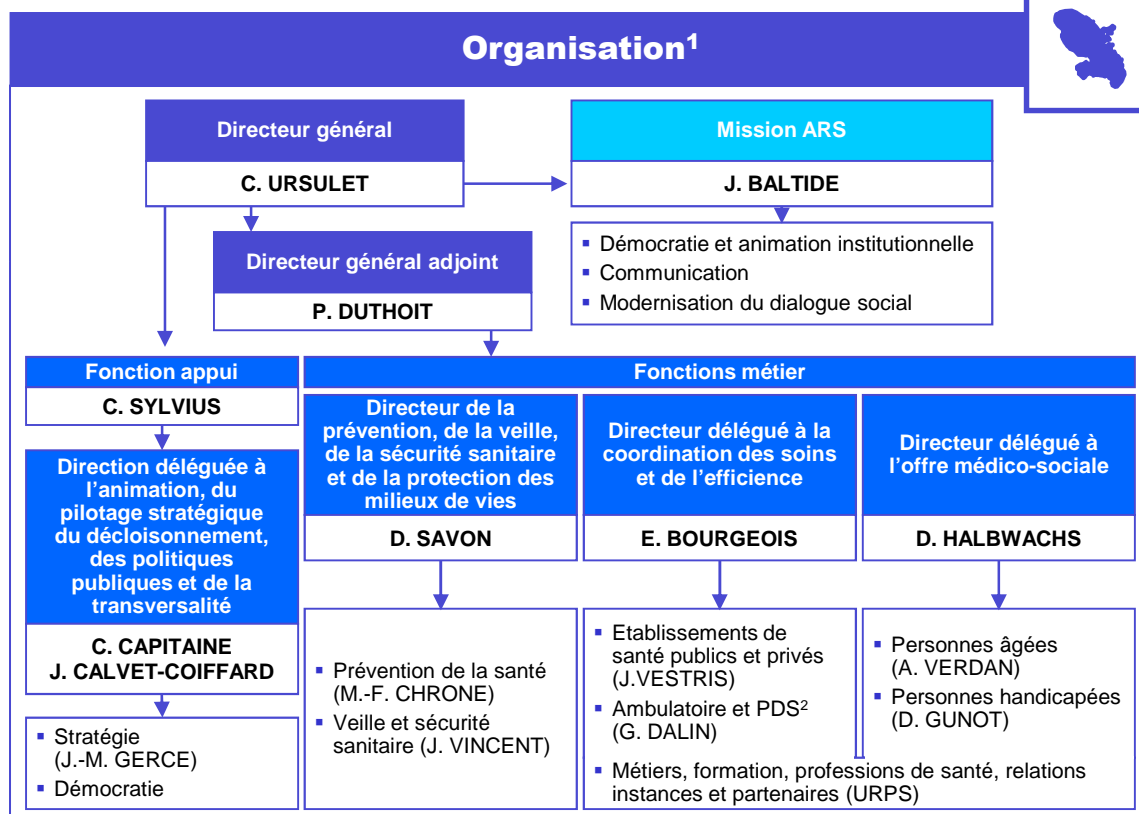 Organisation1
Directeur général
C. URSULET
Mission ARS
J. BALTIDE
▪ Démocratie et animation institutionnelle
▪ Communication
▪ Modernisation du dialogue social
Directeur général adjoint
P. DUTHOIT
Fonction appui
C. SYLVIUS
Direction déléguée à
l’animation, du
pilotage stratégique
du décloisonnement,
des politiques
publiques et de la
transversalité
C. CAPITAINE
J. CALVET-COIFFARD
▪ Stratégie
(J.-M. GERCE)
▪ Démocratie
Fonctions métier
Directeur de la
prévention, de la veille,
de la sécurité sanitaire
et de la protection des
milieux de vies
D. SAVON
▪ Prévention de la santé
(M.-F. CHRONE)
▪ Veille et sécurité
sanitaire (J. VINCENT)
Directeur délégué à la
coordination des soins
et de l’efficience
E. BOURGEOIS
▪ Etablissements de
santé publics et privés
(J.VESTRIS)
▪ Ambulatoire et PDS2
(G. DALIN)
Directeur délégué à
l’offre médico-sociale
D. HALBWACHS
▪ Personnes âgées
(A. VERDAN)
▪ Personnes handicapées
(D. GUNOT)
▪ Métiers, formation, professions de santé, relations
instances et partenaires (URPS)